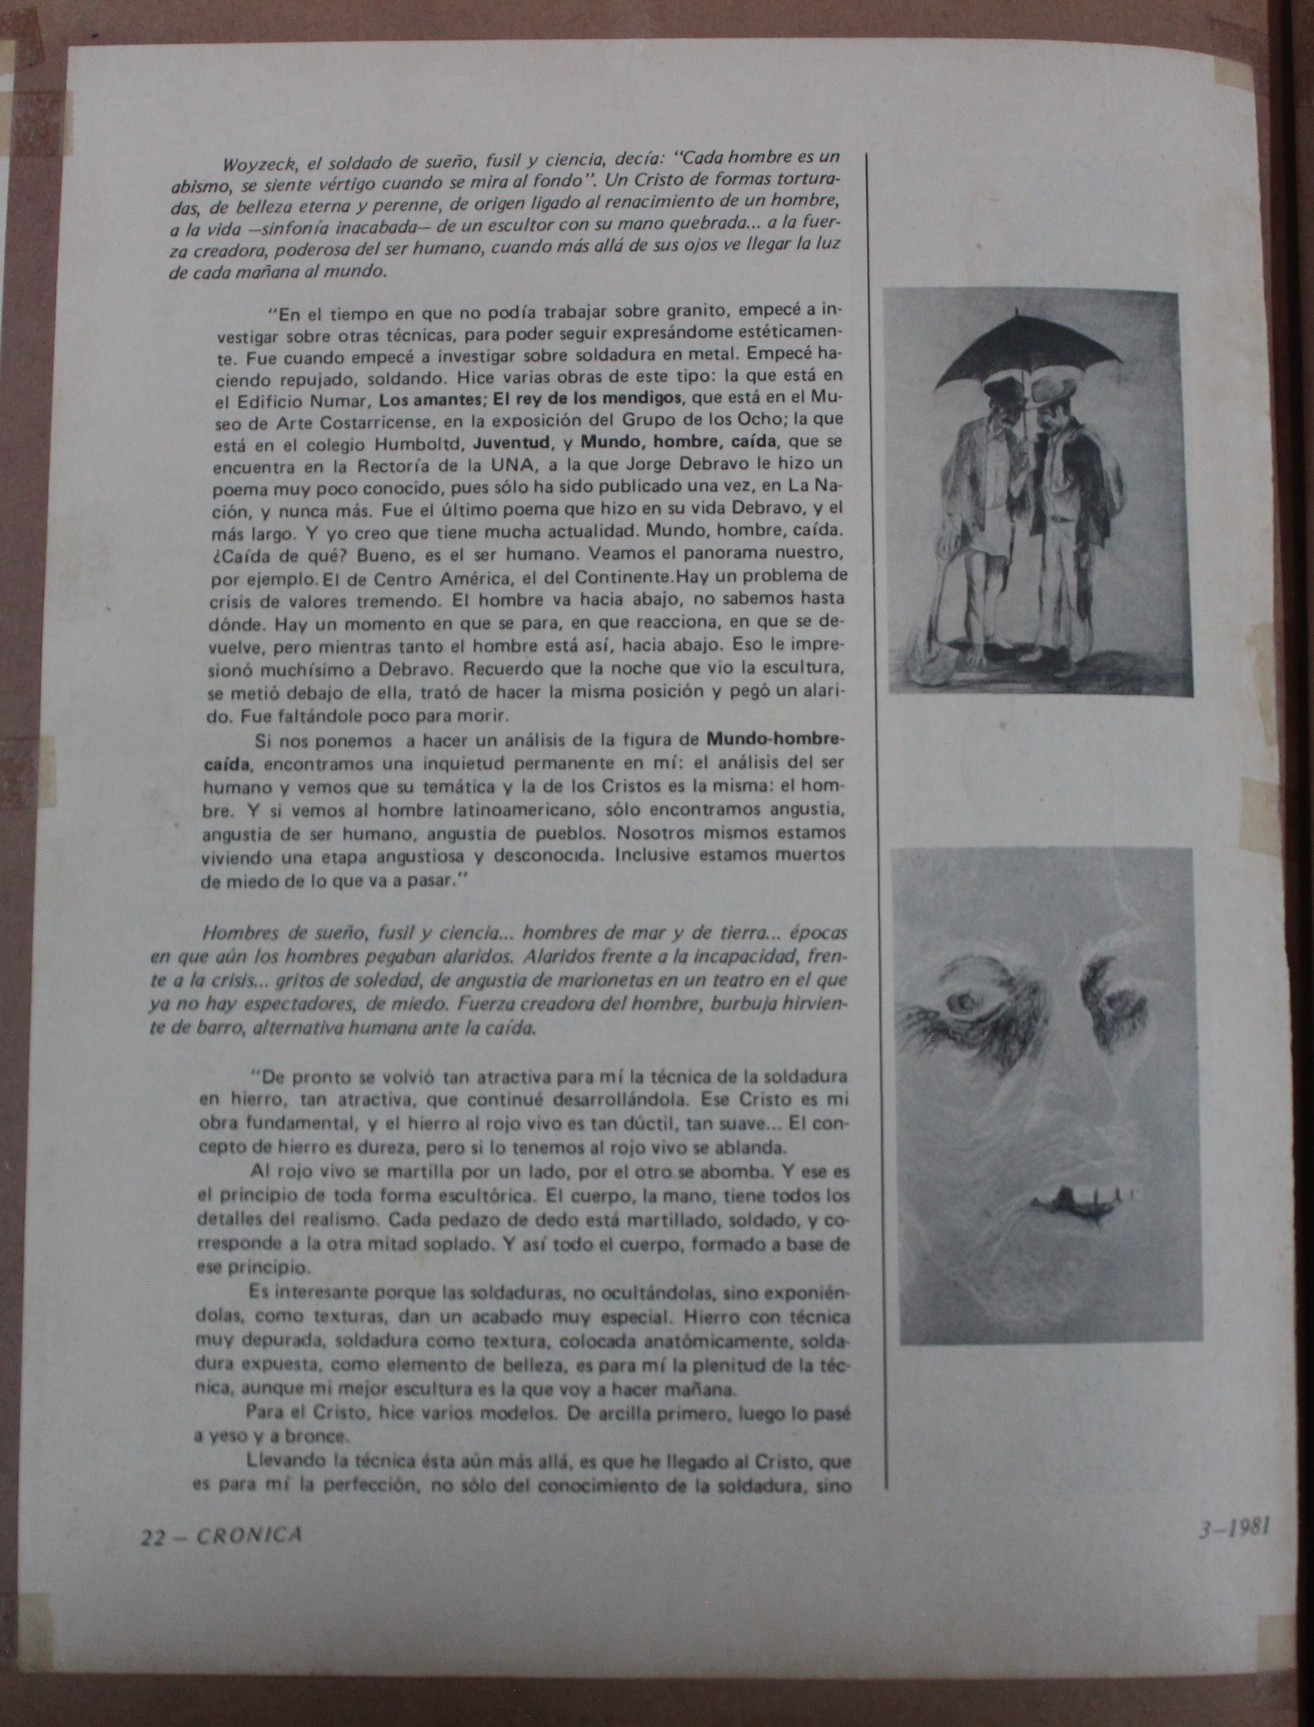 Woyzeck, el soldado de sueño, fusil y ciencia, decía: “Cada hombre es un
abismo, se siente vértigo cuando se mira al fondo”. Un Cristo de formas tortura-
das, de belleza eterna y perenne, de origen ligado al renacimiento de un hombre,
a la vida —sinfonía inacabada— de un escultor con su mano quebrada... a la fuer-
za creadora, poderosa del ser humano, cuando más allá de sus ojos ve llegar la luz
de cada mañana al mundo.
“En el tiempo en que no podía trabajar sobre granito, empecé a in-
vestigar sobre otras técnicas, para poder seguir expresándome estéticamen-
te. Fue cuando empecé a investigar sobre soldadura en metal. Empecé ha-
ciendo repujado, soldando. Hice varias obras de este tipo: la que está en
el Edificio Numar, Los amantes; El rey de los mendigos, que está en el Mu-
seo de Arte Costarricense, en la exposición del Grupo de los Ocho; la que
está en el colegio Humboltd, Juventud, y Mundo, hombre, caída, que se
encuentra en la Rectoría de la UNA, a la que Jorge Debravo le hizo un
poema muy poco conocido, pues sólo ha sido publicado una vez, en La Na-
ción, y nunca más. Fue el último poema que hizo en su vida Debravo, y el
más largo. Y yo creo que tiene mucha actualidad. Mundo, hombre, caída.
¿Caída de qué? Bueno, es el ser humano. Veamos el panorama nuestro,
por ejemplo. El de Centro América, el del Continente.Hay un problema de
crisis de valores tremendo. El hombre va hacia abajo, no sabemos hasta
dónde. Hay un momento en que se para, en que reacciona, en que se de-
vuelve, pero mientras tanto el hombre está así, hacia abajo. Eso le impre-
sionó muchísimo a Debravo. Recuerdo que la noche que vio la escultura,
se metió debajo de ella, trató de hacer la misma posición y pegó un alari-
do. Fue faltándole poco para morir.
Si nos ponemos a hacer un análisis de la figura de Mundo-hombre-
caída, encontramos una inquietud permanente en mí: el análisis del ser
humano y vemos que su temática y la de los Cristos es la misma: el hom-
bre. Y si vemos al hombre latinoamericano, sólo encontramos angustia,
angustia de ser humano, angustia de pueblos. Nosotros mismos estamos
viviendo una etapa angustiosa y desconocida. Inclusive estamos muertos
de miedo de lo que va a pasar.”
Hombres de sueño, fusil y ciencia... hombres de mar y de tierra... épocas
en que aún los hombres pegaban alaridos. Alaridos frente a la incapacidad, fren-
te a la crisis... gritos de soledad, de angustia de marionetas en un teatro en el que
ya no hay espectadores, de miedo. Fuerza creadora del hombre, burbuja hirvien-
te de barro, alternativa humana ante la caída.
“De pronto se volvió tan atractiva para mí la técnica de la soldadura
en hierro, tan atractiva, que continué desarrollándola. Ese Cristo es mi
obra fundamental, y el hierro al rojo vivo es tan dúctil, tan suave... El con-
cepto de hierro es dureza, pero si lo tenemos al rojo vivo se ablanda.
Al rojo vivo se martilla por un lado, por el otro se abomba. Y ese es
el principio de toda forma escultórica. El cuerpo, la mano, tiene todos los
detalles del realismo. Cada pedazo de dedo está martillado, soldado, y co-
rresponde a la otra mitad soplado. Y así todo el cuerpo, formado a base de
ese principio.
Es interesante porque las soldaduras, no ocultándolas, sino exponién-
dolas, como texturas, dan un acabado muy especial. Hierro con técnica
muy depurada, soldadura como textura, colocada anatómicamente, solda-
dura expuesta, como elemento de belleza, es para mí la plenitud de la téc-
nica, aunque mi mejor escultura es la que voy a hacer mañana.
Para el Cristo, hice varios modelos. De arcilla primero, luego lo pasé
a yeso y a bronce.
Llevando la técnica ésta aún más allá, es que he llegado al Cristo, que
es para mí la perfección, no sólo del conocimiento de la soldadura, sino
22 — CRONICA
3—1981